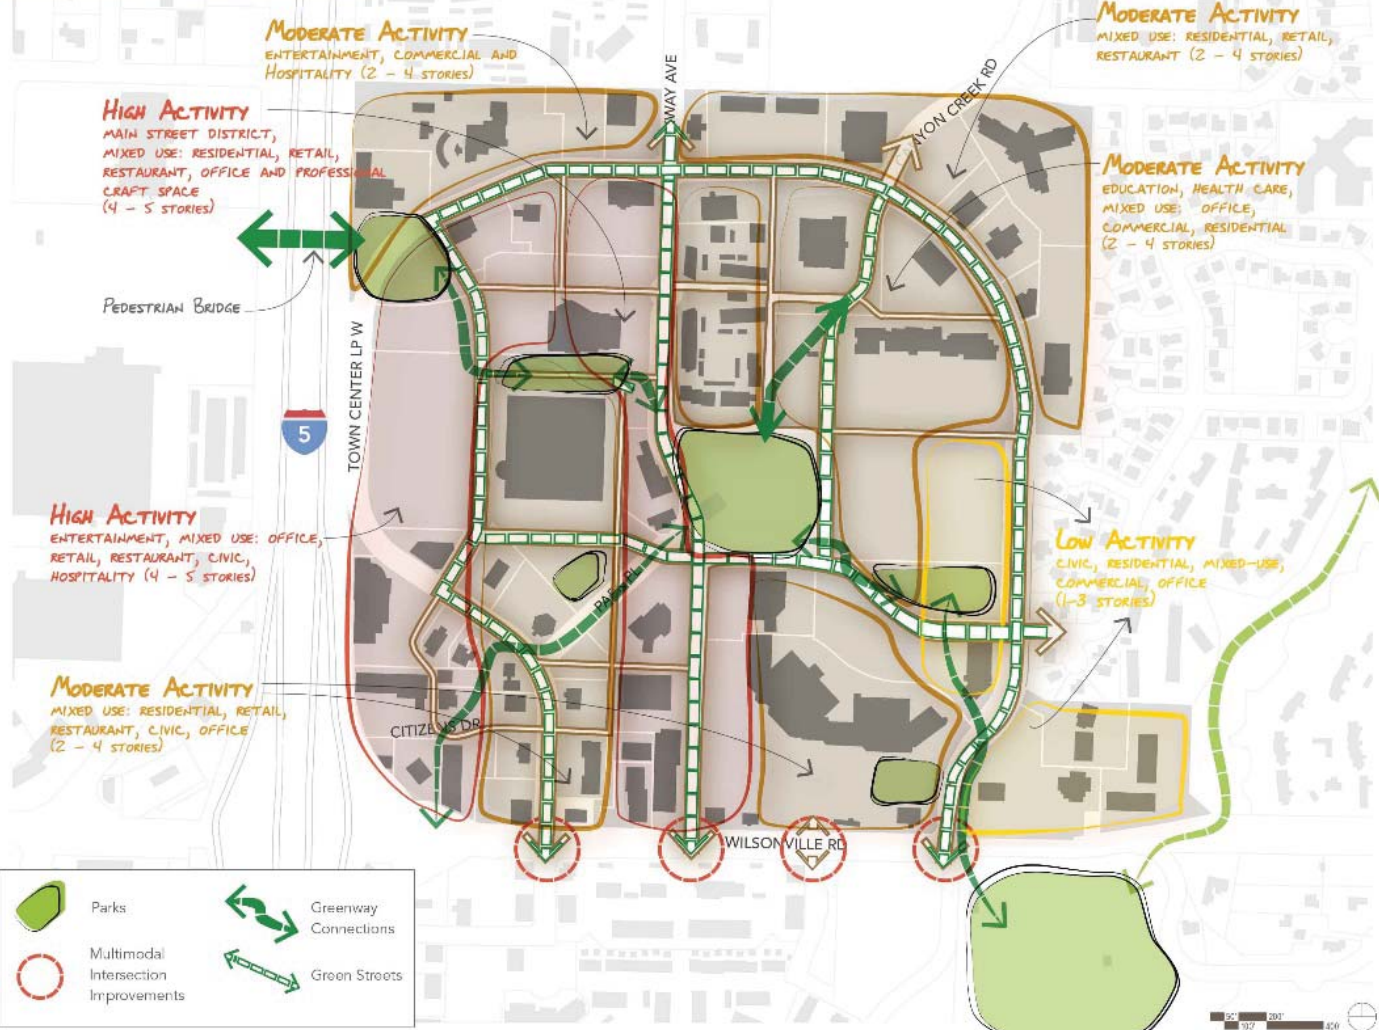 MODERATE ACTIVITY
ENTERTAINMENT, COMMERCIAL AND
HOSPITALITY (2 - 4 STORIES)
MODERATE ACTIVITY
MIXED USE: RESIDENTIAL, RETAIL,
RESTAURANT (2 - 4 STORIES)
HIGH ACTIVITY
MAIN STREET DISTRICT,
MIXED USE: RESIDENTIAL, RETAIL,
RESTAURANT, OFFICE AND PROFESSIONAL
CRAFT SPACE
(4 - 5 STORIES)
WAY AVE
CANYON CREEK RD
MODERATE ACTIVITY
EDUCATION, HEALTH CARE,
MIXED USE: OFFICE,
COMMERCIAL, RESIDENTIAL
(2 - 4 STORIES)
PEDESTRIAN BRIDGE
TOWN CENTER LP W
5
HIGH ACTIVITY
ENTERTAINMENT, MIXED USE: OFFICE,
RETAIL, RESTAURANT, CIVIC,
HOSPITALITY (4 - 5 STORIES)
LOW ACTIVITY
CIVIC, RESIDENTIAL, MIXED-USE,
COMMERCIAL, OFFICE
(1-3 STORIES)
MODERATE ACTIVITY
MIXED USE: RESIDENTIAL, RETAIL,
RESTAURANT, CIVIC, OFFICE
(2 - 4 STORIES)
CITIZENS DR
WILSONVILLE RD
Parks
Greenway
Connections
Multimodal
Intersection
Improvements
Green Streets
50'
200'
100'
400